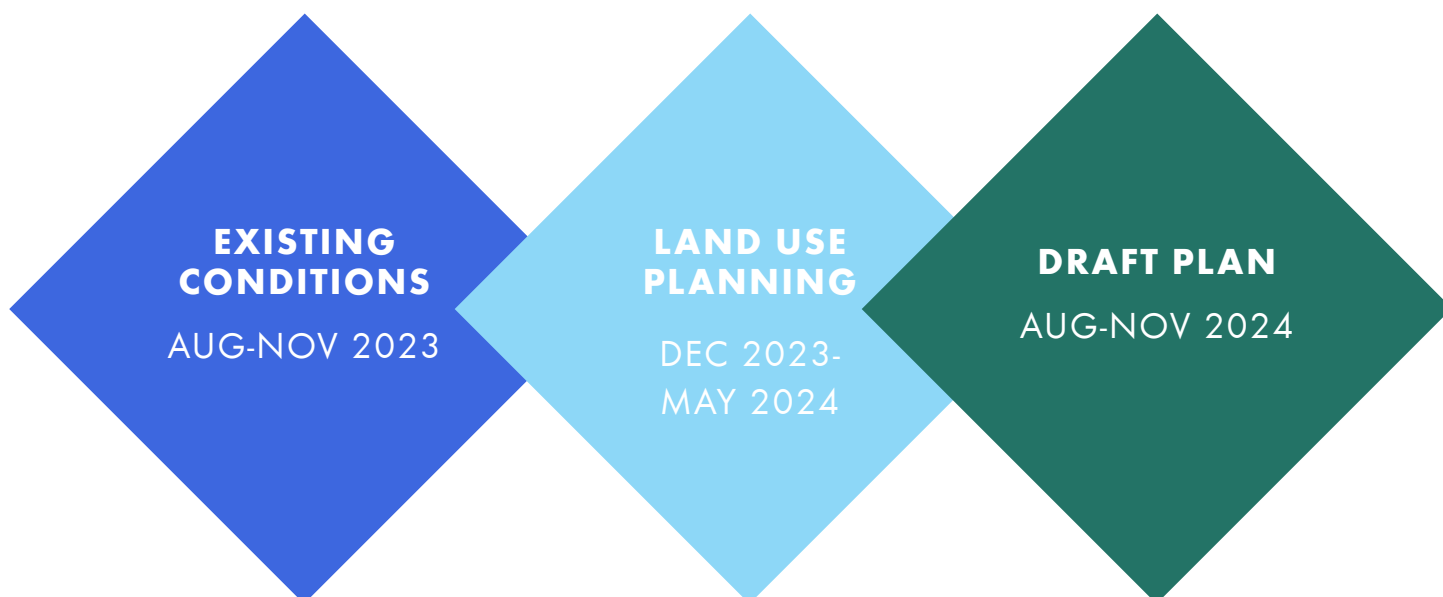 EXISTING
CONDITIONS
AUG-NOV 2023
LAND USE
PLANNING
DEC 2023-
MAY 2024
DRAFT PLAN
AUG-NOV 2024